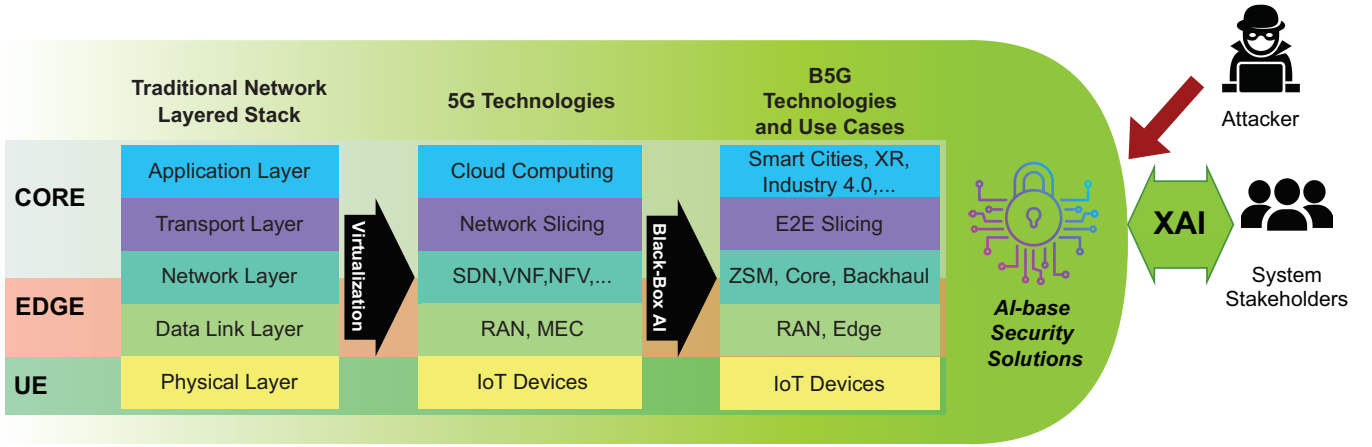 Traditional Network
Layered Stack
5G Technologies
B5G
Technologies
and Use Cases
Attacker
CORE
Application Layer
Cloud Computing
Smart Cities, XR,
Industry 4.0,...
Transport Layer
Network Slicing
E2E Slicing
Virtualization
Black-Box AI
XAI
Network Layer
SDN,VNF,NFV,...
ZSM, Core, Backhaul
System
Stakeholders
EDGE
Data Link Layer
RAN, MEC
RAN, Edge
AI-base
Security
Solutions
UE
Physical Layer
IoT Devices
IoT Devices